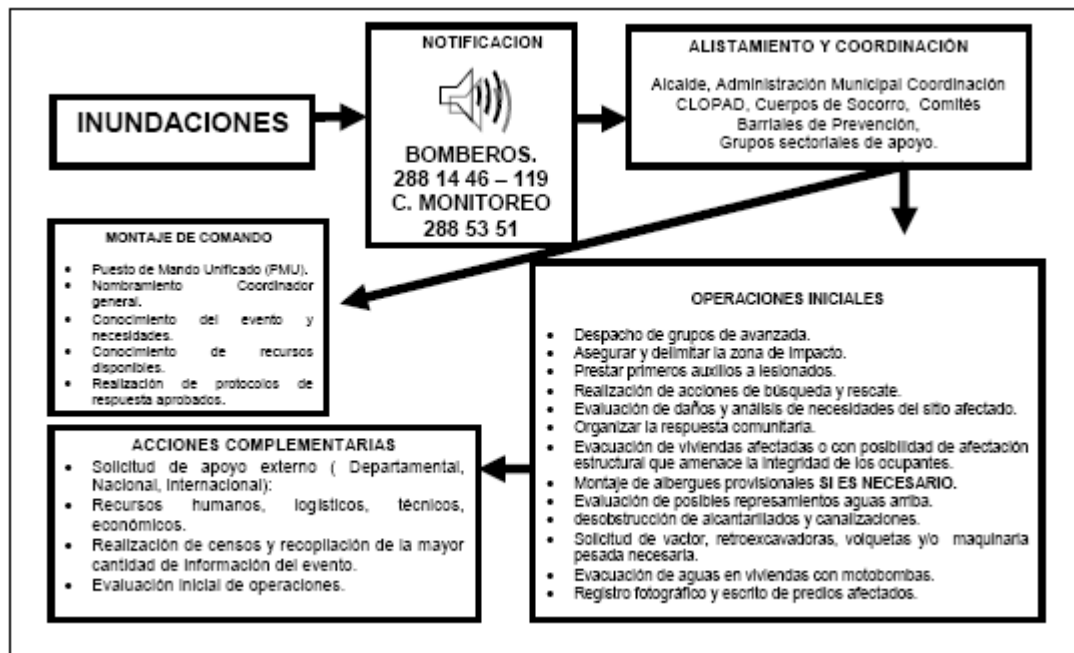 INUNDACIONES
NOTIFICACION
BOMBEROS.
288 14 46 – 119
C. MONITOREO
288 53 51
ALISTAMIENTO Y COORDINACIÓN
Alcalde, Administración Municipal Coordinación
CLOPAD, Cuerpos de Socorro, Comités
Barriales de Prevención,
Grupos sectoriales de apoyo.
MONTAJE DE COMANDO
• Puesto de Mando Unificado (PMU).
• Nombramiento Coordinador
general.
• Conocimiento del evento y
necesidades.
• Conocimiento de recursos
disponibles.
• Realización de protocolos de
respuesta aprobados.
OPERACIONES INICIALES
• Despacho de grupos de avanzada.
• Asegurar y delimitar la zona de impacto.
• Prestar primeros auxilios a lesionados.
• Realización de acciones de búsqueda y rescate.
• Evaluación de daños y análisis de necesidades del sitio afectado.
• Organizar la respuesta comunitaria.
• Evacuación de viviendas afectadas o con posibilidad de afectación
estructural que amenace la integridad de los ocupantes.
• Montaje de albergues provisionales SI ES NECESARIO.
• Evaluación de posibles represamientos aguas arriba.
• desobstrucción de alcantarillados y canalizaciones.
• Solicitud de vactor, retroexcavadoras, volquetas y/o maquinaria
pesada necesaria.
• Evacuación de aguas en viviendas con motobombas.
• Registro fotográfico y escrito de predios afectados.
ACCIONES COMPLEMENTARIAS
• Solicitud de apoyo externo ( Departamental,
Nacional, Internacional):
• Recursos humanos, logísticos, técnicos,
económicos.
• Realización de censos y recopilación de la mayor
cantidad de información del evento.
• Evaluación inicial de operaciones.